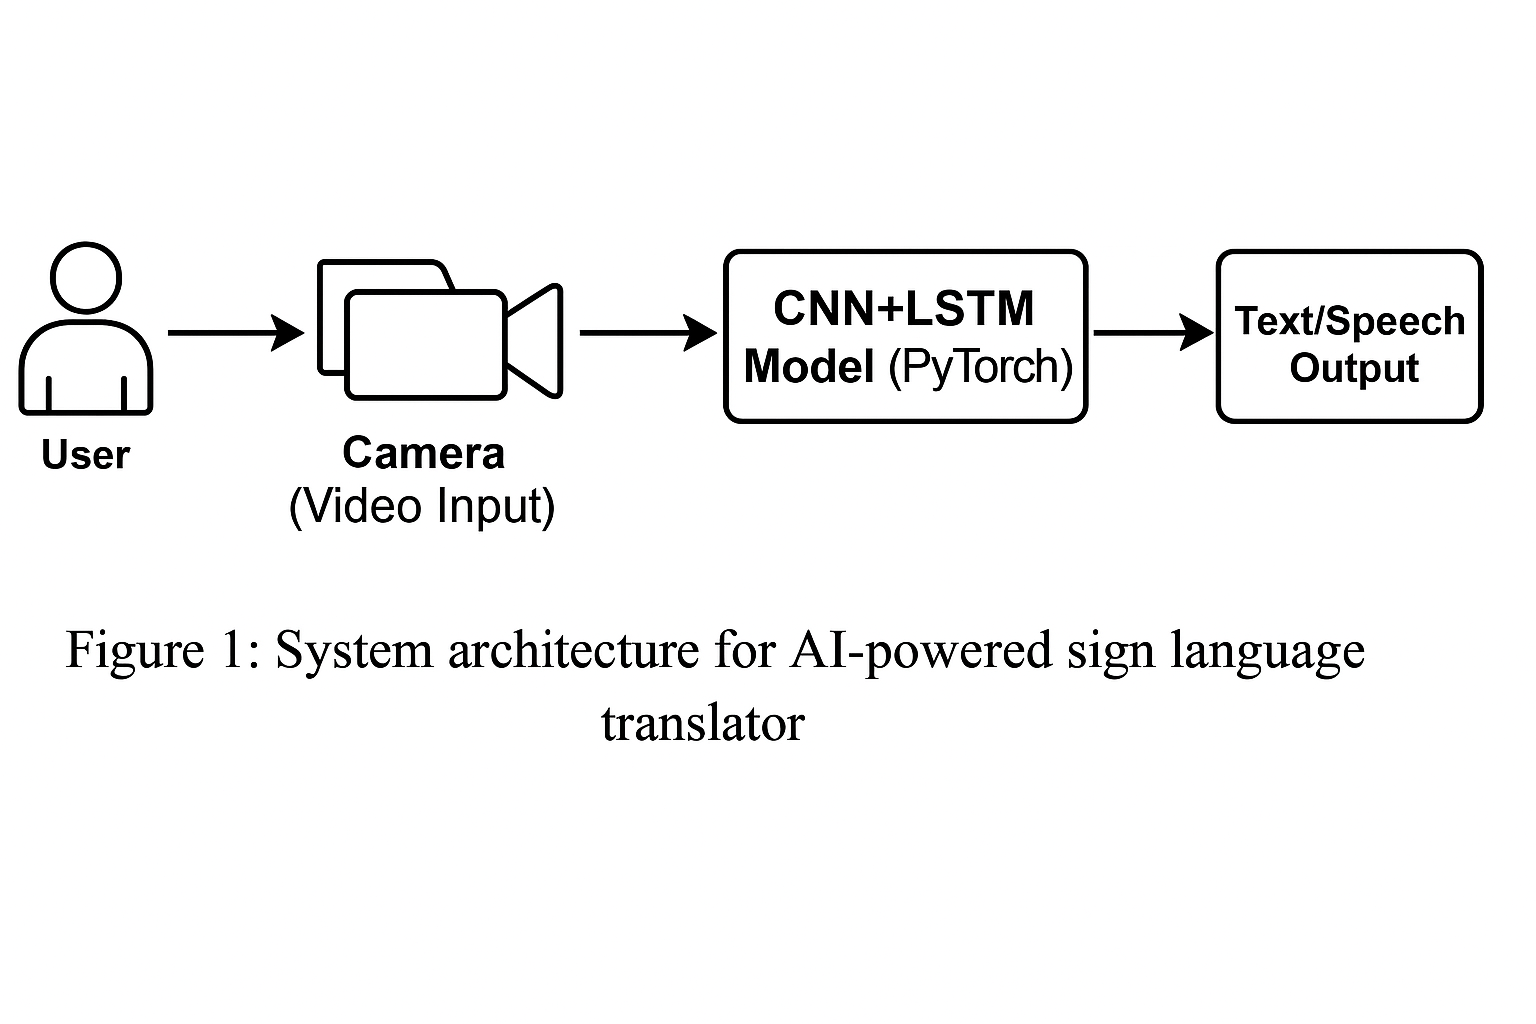 User
Camera
(Video Input)
CNN+LSTM
Model (PyTorch)
Text/Speech
Output
Figure 1: System architecture for AI-powered sign language
translator